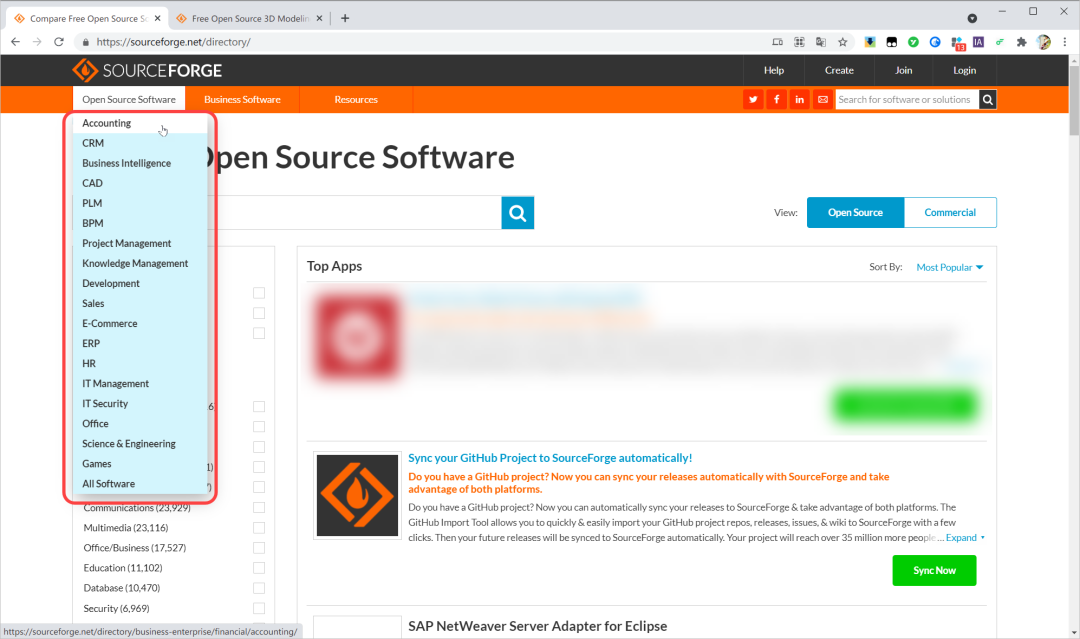 Compare Free Open Source So
Free Open Source 3D Modelin
https://sourceforge.net/directory/
13
IA
SOURCEFORGE
Help
Create
Join
Login
Open Source Software
Business Software
Resources
Search for software or solutions
Accounting
CRM
Business Intelligence
CAD
PLM
BPM
Project Management
Knowledge Management
Development
Sales
E-Commerce
ERP
HR
IT Management
IT Security
Office
Science & Engineering
Games
All Software
Open Source Software
View:
Open Source
Commercial
Top Apps
Sort By:
Most Popular
Sync your GitHub Project to SourceForge automatically!
Do you have a GitHub project? Now you can sync your releases automatically with SourceForge and take
advantage of both platforms.
Do you have a GitHub project? Now you can automatically sync your releases to SourceForge & take advantage of both platforms. The
GitHub Import Tool allows you to quickly & easily import your GitHub project repos, releases, issues, & wiki to SourceForge with a few
clicks. Then your future releases will be synced to SourceForge automatically. Your project will reach over 35 million more people... Expand
Sync Now
SAP NetWeaver Server Adapter for Eclipse
Communications (23,929)
Multimedia (23,116)
Office/Business (17,527)
Education (11,102)
Database (10,470)
Security (6,969)
https://sourceforge.net/directory/business-enterprise/financial/accounting/